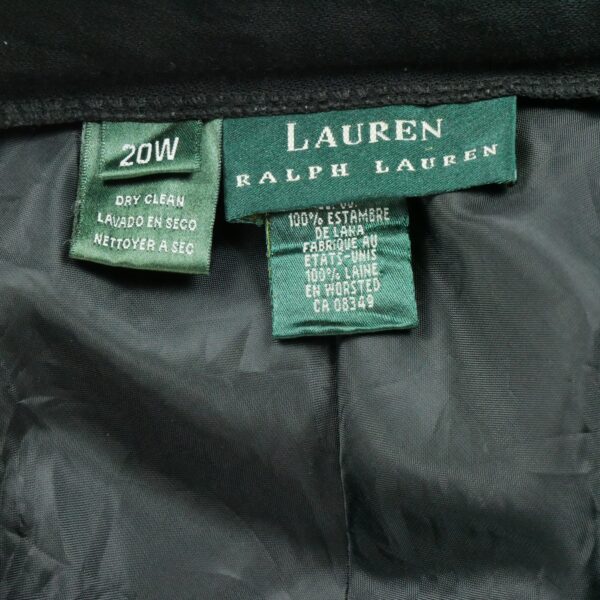 20W
DRY CLEAN
LAVADO EN SECO
NETTOYER A SEC
LAUREN
RALPH LAUREN
100% ESTAMBRE
DE LANA
FABRIQUE AU
ETATS-UNIS
100% LAINE
EN WORSTED
CA 08349